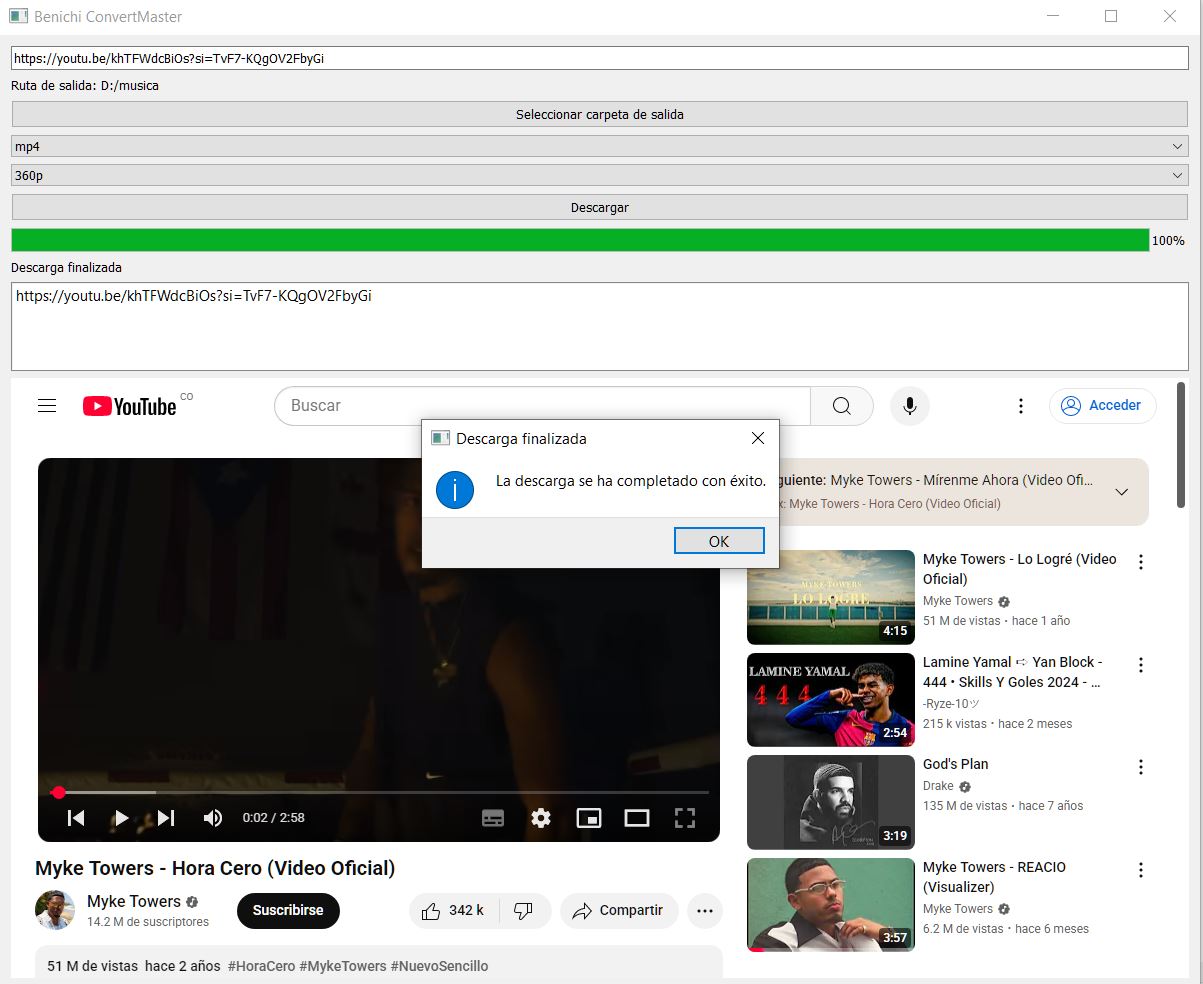 Benichi ConvertMaster
https://youtu.be/khTFWdcBiOs?si=TvF7-KQgOV2FbyGi
Ruta de salida: D:/musica
Seleccionar carpeta de salida
mp4
360p
Descargar
100%
Descarga finalizada
https://youtu.be/khTFWdcBiOs?si=TvF7-KQgOV2FbyGi
YouTube CO
Buscar
Acceder
Descarga finalizada
La descarga se ha completado con éxito.
OK
guiente: Myke Towers - Mírenme Ahora (Video Ofi...
x: Myke Towers - Hora Cero (Video Oficial)
MYKE TOWERS
LO LOGRÉ
4:15
Myke Towers - Lo Logré (Video
Oficial)
Myke Towers
51 M de vistas • hace 1 año
LAMINE YAMAL
4 4 4
2:54
Lamine Yamal ➪ Yan Block -
444 • Skills Y Goles 2024 - ...
-Ryze-10ツ
215 k vistas • hace 2 meses
3:19
God's Plan
Drake
135 M de vistas • hace 7 años
3:57
Myke Towers - REACIO
(Visualizer)
Myke Towers
6.2 M de vistas • hace 6 meses
0:02 / 2:58
Myke Towers - Hora Cero (Video Oficial)
Myke Towers
14.2 M de suscriptores
Suscribirse
342 k
Compartir
51 M de vistas hace 2 años #HoraCero #MykeTowers #NuevoSencillo